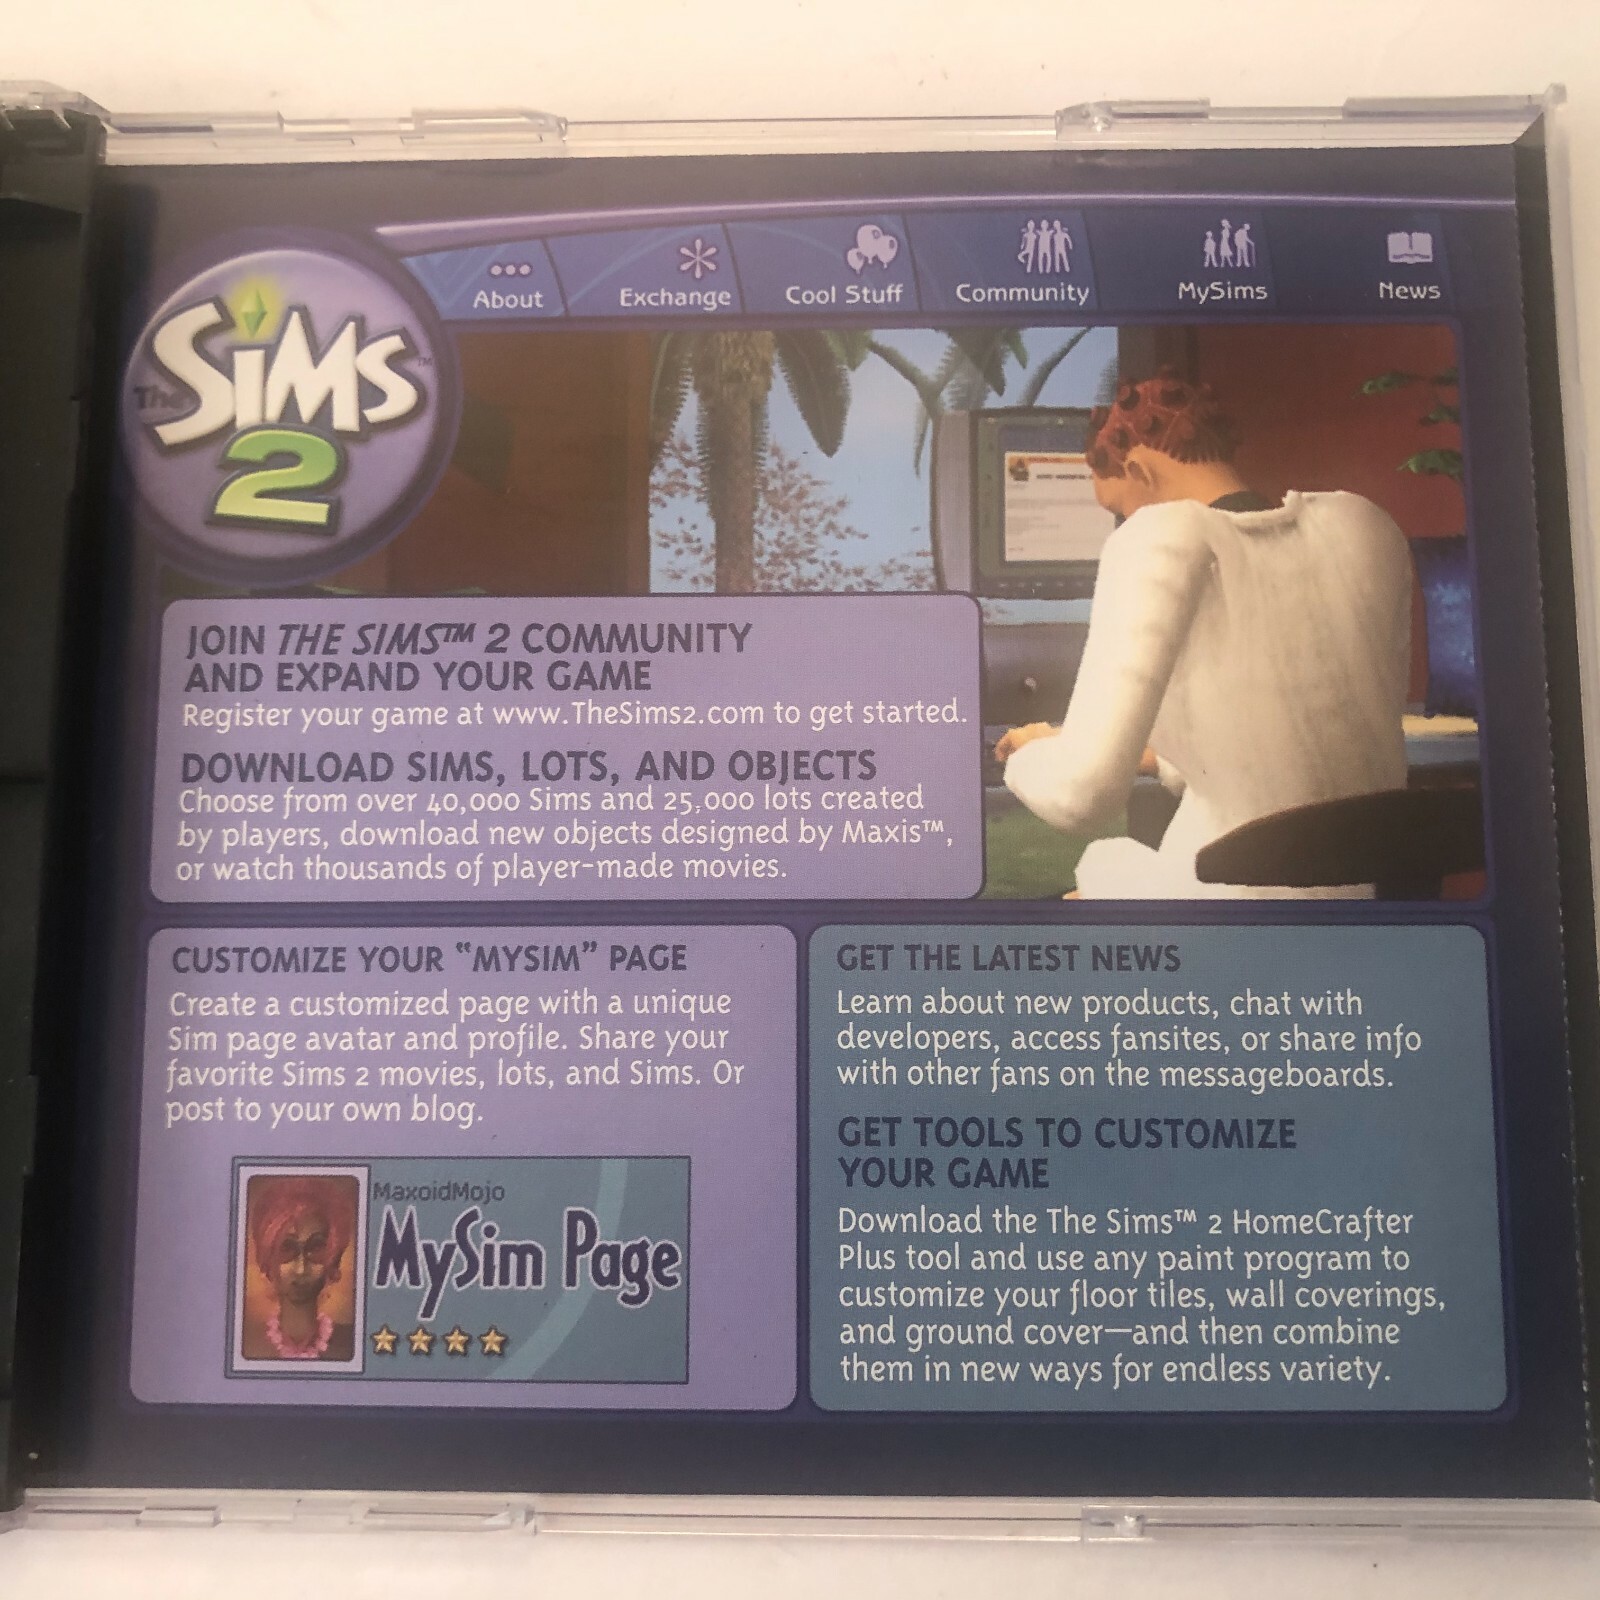 About
Exchange
Cool Stuff
Community
MySims
News
The SiMS™
2
JOIN THE SIMS™ 2 COMMUNITY
AND EXPAND YOUR GAME
Register your game at www.TheSims2.com to get started.
DOWNLOAD SIMS, LOTS, AND OBJECTS
Choose from over 40,000 Sims and 25,000 lots created
by players, download new objects designed by Maxis™,
or watch thousands of player-made movies.
CUSTOMIZE YOUR “MYSIM” PAGE
Create a customized page with a unique
Sim page avatar and profile. Share your
favorite Sims 2 movies, lots, and Sims. Or
post to your own blog.
MaxoidMojo
MySim Page
GET THE LATEST NEWS
Learn about new products, chat with
developers, access fansites, or share info
with other fans on the messageboards.
GET TOOLS TO CUSTOMIZE
YOUR GAME
Download the The Sims™ 2 HomeCrafter
Plus tool and use any paint program to
customize your floor tiles, wall coverings,
and ground cover—and then combine
them in new ways for endless variety.